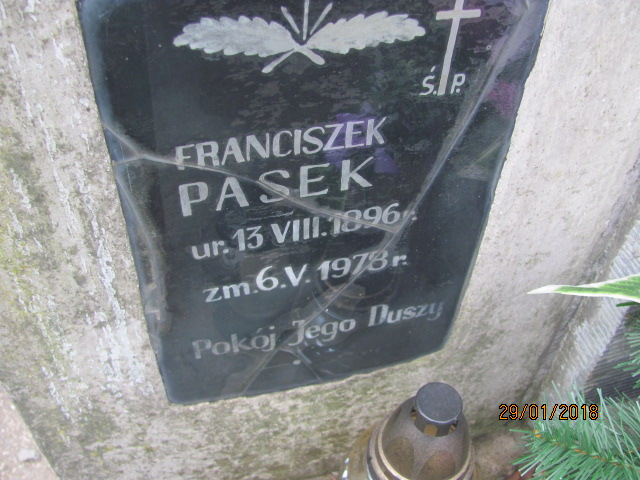 Ś.P.
FRANCISZEK
PASEK
ur. 13 VIII. 1896 r.
zm. 6. V. 1978 r.
Pokój Jego Duszy
29/01/2018